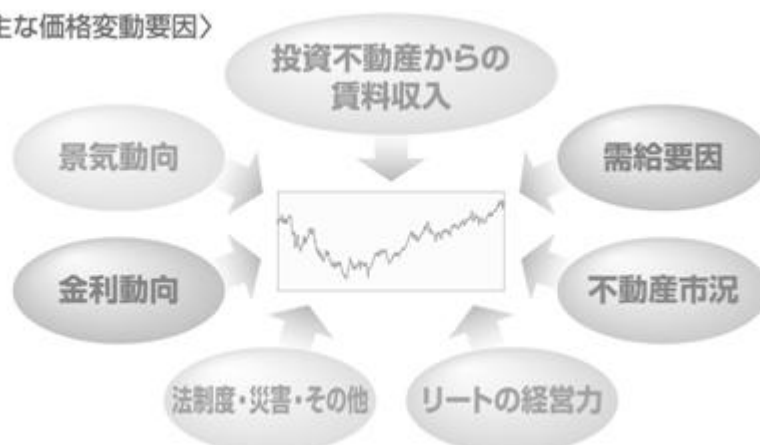 主な価格変動要因〉
投資不動産からの
賃料収入
景気動向
需給要因
金利動向
不動産市況
法制度・災害・その他
リートの経営力